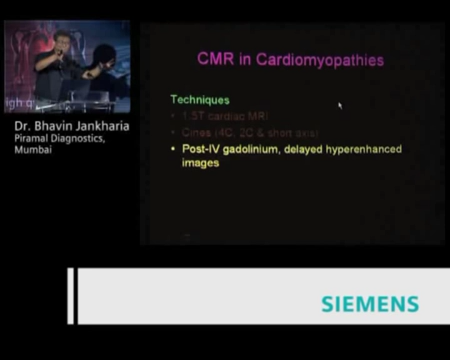 igh q
Dr. Bhavin Jankharia
Piramal Diagnostics,
Mumbai
CMR in Cardiomyopathies
Techniques
• 1.5T cardiac MRI
• Cines (4C, 2C & short axis)
• Post-IV gadolinium, delayed hyperenhanced
images
SIEMENS